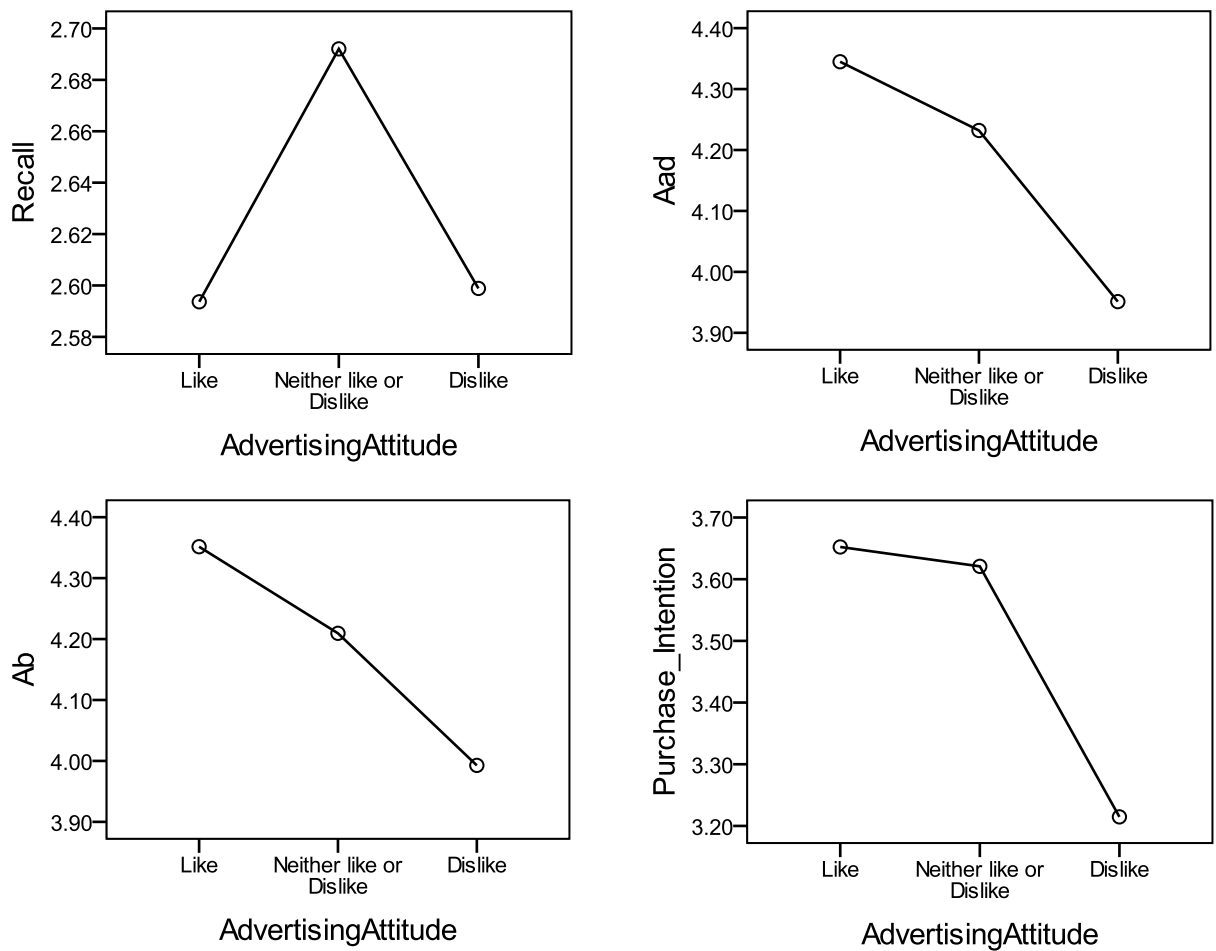 Recall
2.70
2.68
2.66
2.64
2.62
2.60
2.58
Like
Neither like or
Dislike
Dislike
AdvertisingAttitude
Aad
4.40
4.30
4.20
4.10
4.00
3.90
Like
Neither like or
Dislike
Dislike
AdvertisingAttitude
Ab
4.40
4.30
4.20
4.10
4.00
3.90
Like
Neither like or
Dislike
Dislike
AdvertisingAttitude
Purchase_Intention
3.70
3.60
3.50
3.40
3.30
3.20
Like
Neither like or
Dislike
Dislike
AdvertisingAttitude